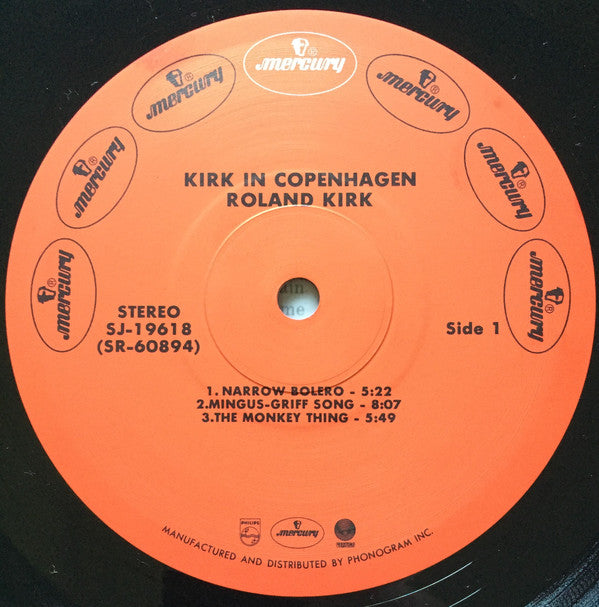 mercury
mercury
mercury
mercury
mercury
mercury
mercury
KIRK IN COPENHAGEN
ROLAND KIRK
STEREO
SJ-19618
(SR-60894)
Side 1
me
1. NARROW BOLERO - 5:22
2.MINGUS-GRIFF SONG - 8:07
3.THE MONKEY THING - 5:49
PHILIPS
mercury
MANUFACTURED AND DISTRIBUTED BY PHONOGRAM INC.